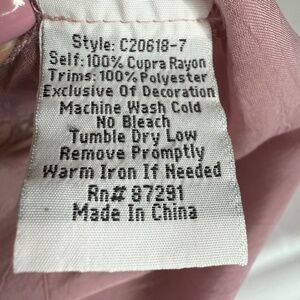 Style: C20618-7
Self: 100% Cupra Rayon
Trims: 100% Polyester
Exclusive Of Decoration
Machine Wash Cold
No Bleach
Tumble Dry Low
Remove Promptly
Warm Iron If Needed
Rn# 87291
Made In China